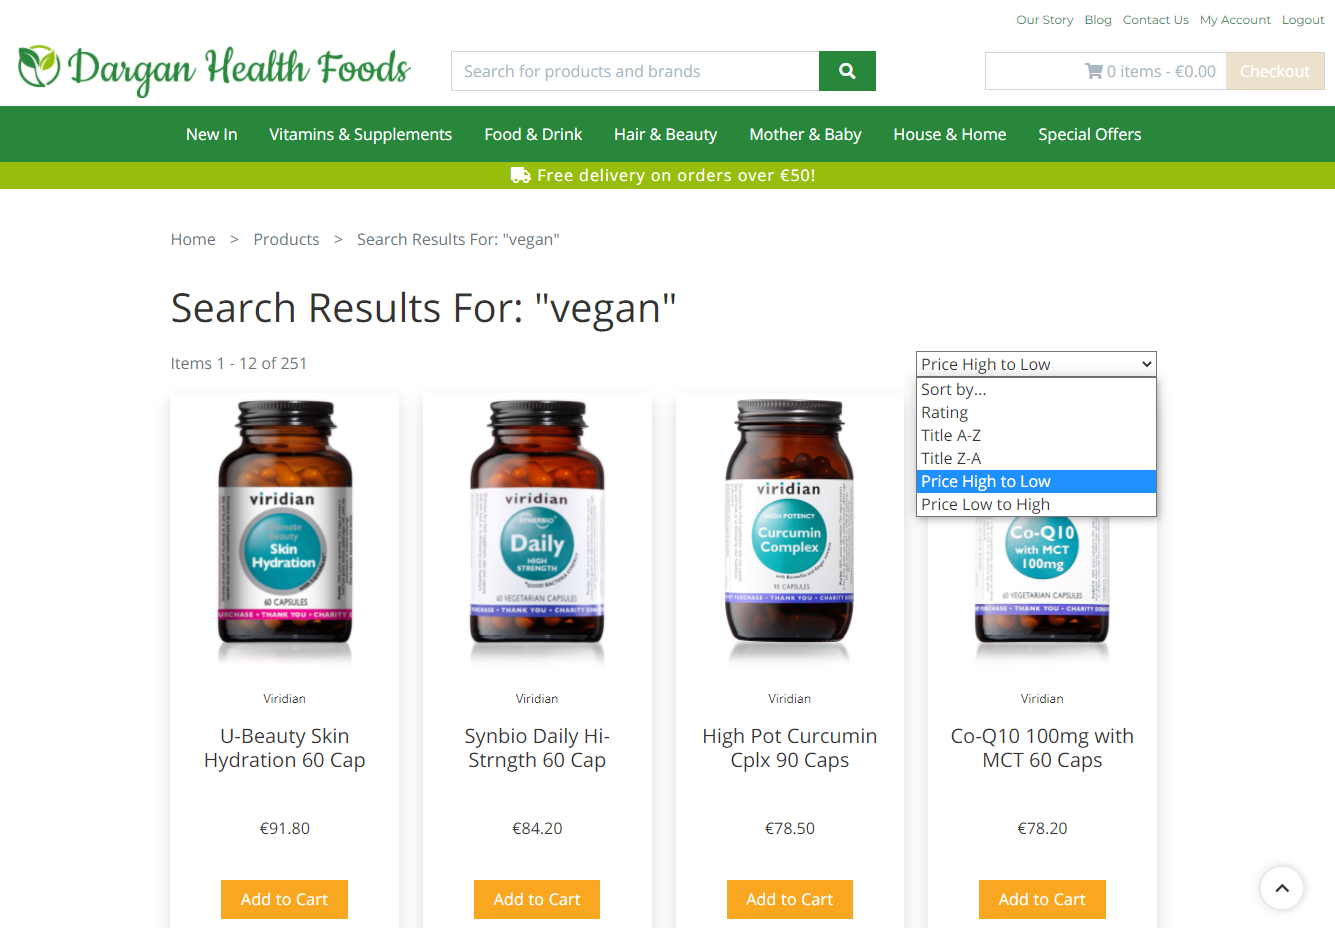 Our Story Blog Contact Us My Account Logout
Dargan Health Foods
Search for products and brands
0 items - €0.00 Checkout
New In Vitamins & Supplements Food & Drink Hair & Beauty Mother & Baby House & Home Special Offers
Free delivery on orders over €50!
Home > Products > Search Results For: "vegan"
Search Results For: "vegan"
Items 1 - 12 of 251
Price High to Low
Sort by...
Rating
Title A-Z
Title Z-A
Price High to Low
Price Low to High
viridian
Ultimate
Beauty
Skin
Hydration
60 CAPSULES
PURCHASE • THANK YOU • CHARITY
viridian
SYNERBIO
Daily
HIGH
STRENGTH
"GOOD BACTERIA SYNERGY
60 VEGETARIAN CAPSULES
PURCHASE • THANK YOU • CHARITY
viridian
HIGH POTENCY
Curcumin
Complex
with Boswellia and Ginger extracts
90 CAPSULES
PURCHASE • THANK YOU • CHARITY
Co-Q10
with MCT
100mg
60 VEGETARIAN CAPSULES
PURCHASE • THANK YOU • CHARITY
Viridian
U-Beauty Skin
Hydration 60 Cap
€91.80
Add to Cart
Viridian
Synbio Daily Hi-
Strngth 60 Cap
€84.20
Add to Cart
Viridian
High Pot Curcumin
Cplx 90 Caps
€78.50
Add to Cart
Viridian
Co-Q10 100mg with
MCT 60 Caps
€78.20
Add to Cart